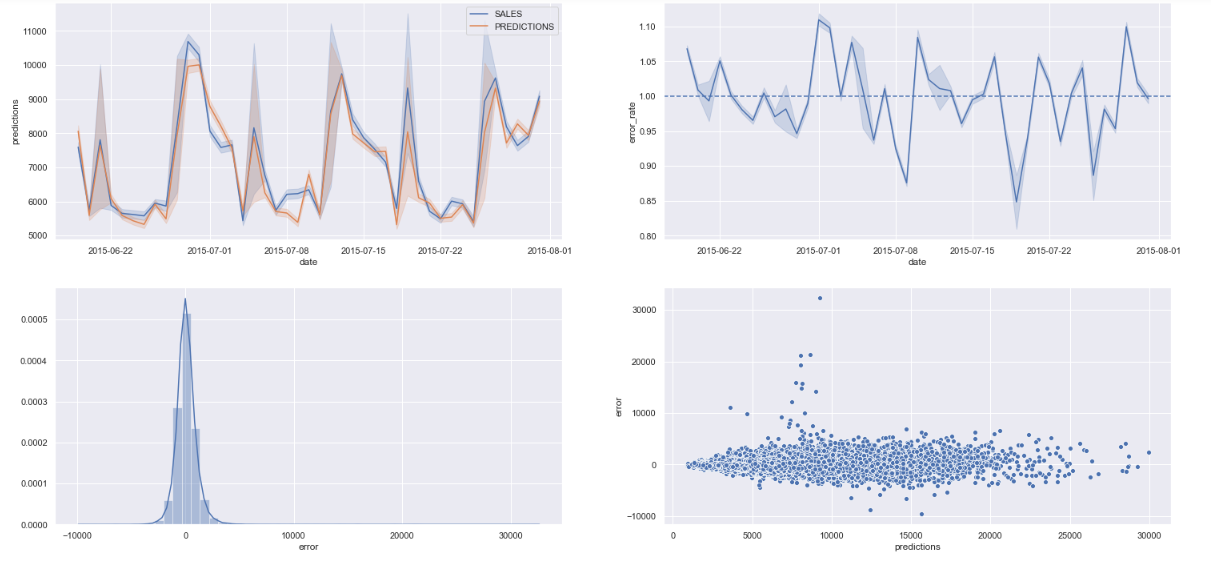 SALES
PREDICTIONS
predictions
11000
10000
9000
8000
7000
6000
5000
2015-06-22 2015-07-01 2015-07-08 2015-07-15 2015-07-22 2015-08-01
date
error_rate
1.10
1.05
1.00
0.95
0.90
0.85
0.80
2015-06-22 2015-07-01 2015-07-08 2015-07-15 2015-07-22 2015-08-01
date
0.0005
0.0004
0.0003
0.0002
0.0001
0.0000
−10000 0 10000 20000 30000
error
error
30000
20000
10000
0
−10000
0 5000 10000 15000 20000 25000 30000
predictions